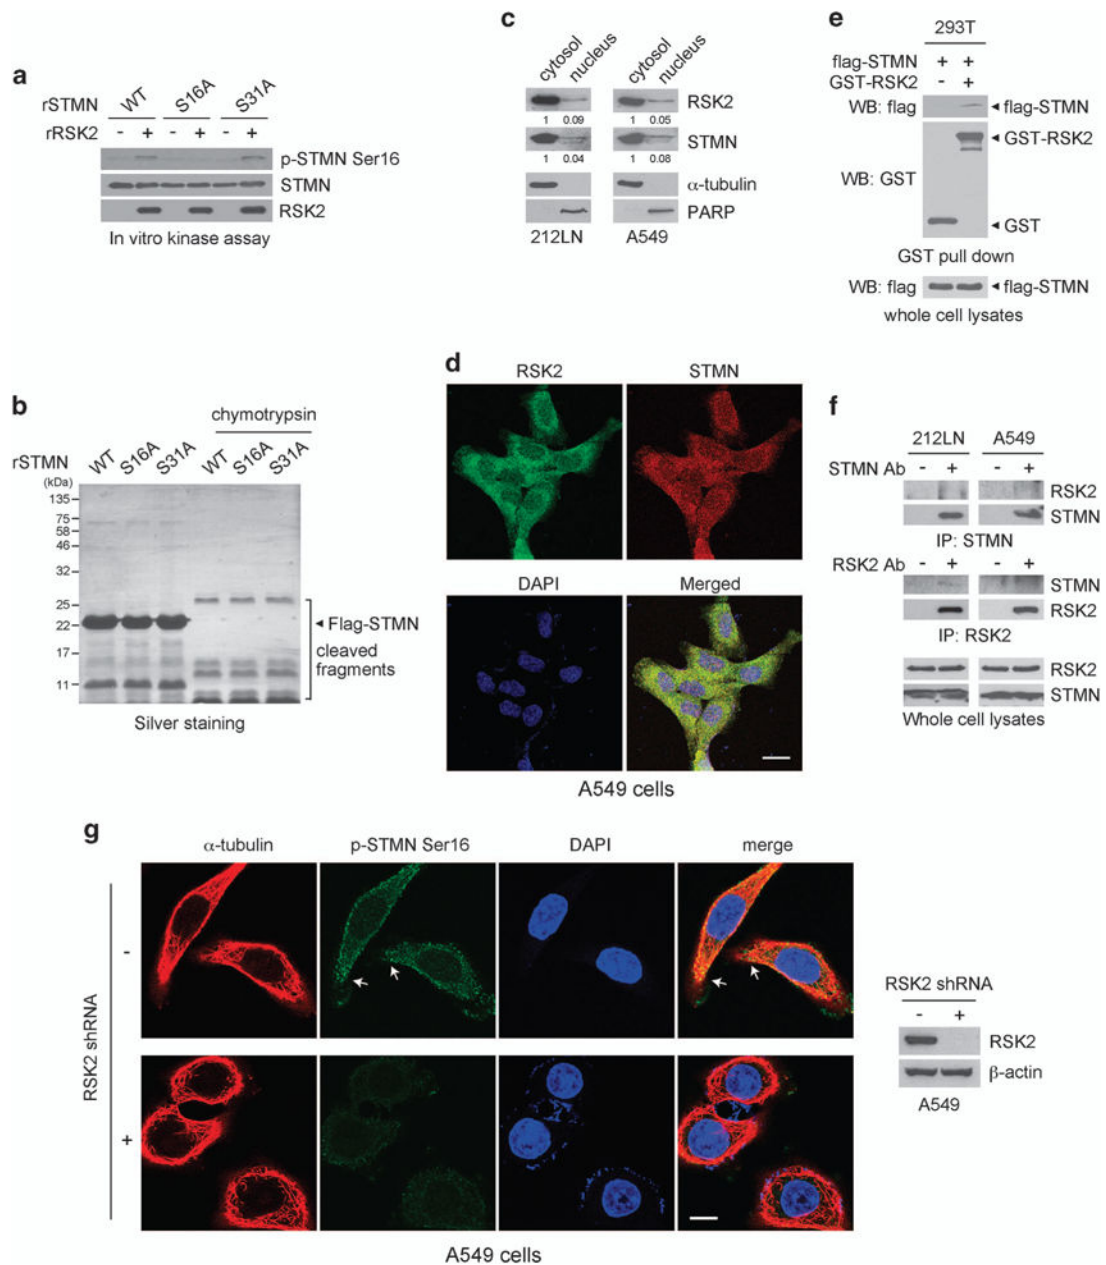 a
rSTMN WT S16A S31A
rRSK2 - + - + - +
p-STMN Ser16
STMN
RSK2
In vitro kinase assay
b
chymotrypsin
rSTMN WT S16A S31A WT S16A S31A
(kDa)
135
75
58
46
32
25
22
17
11
Flag-STMN
cleaved
fragments
Silver staining
c
cytosol nucleus cytosol nucleus
RSK2
1 0.09 1 0.05
STMN
1 0.04 1 0.08
α-tubulin
PARP
212LN A549
d
RSK2 STMN
DAPI Merged
A549 cells
e
293T
flag-STMN + +
GST-RSK2 - +
WB: flag flag-STMN
GST-RSK2
WB: GST
GST
GST pull down
WB: flag flag-STMN
whole cell lysates
f
212LN A549
STMN Ab - + - +
RSK2
STMN
IP: STMN
RSK2 Ab - + - +
STMN
RSK2
IP: RSK2
RSK2
STMN
Whole cell lysates
g
α-tubulin p-STMN Ser16 DAPI merge
RSK2 shRNA
-
+
A549 cells
RSK2 shRNA
- +
RSK2
β-actin
A549